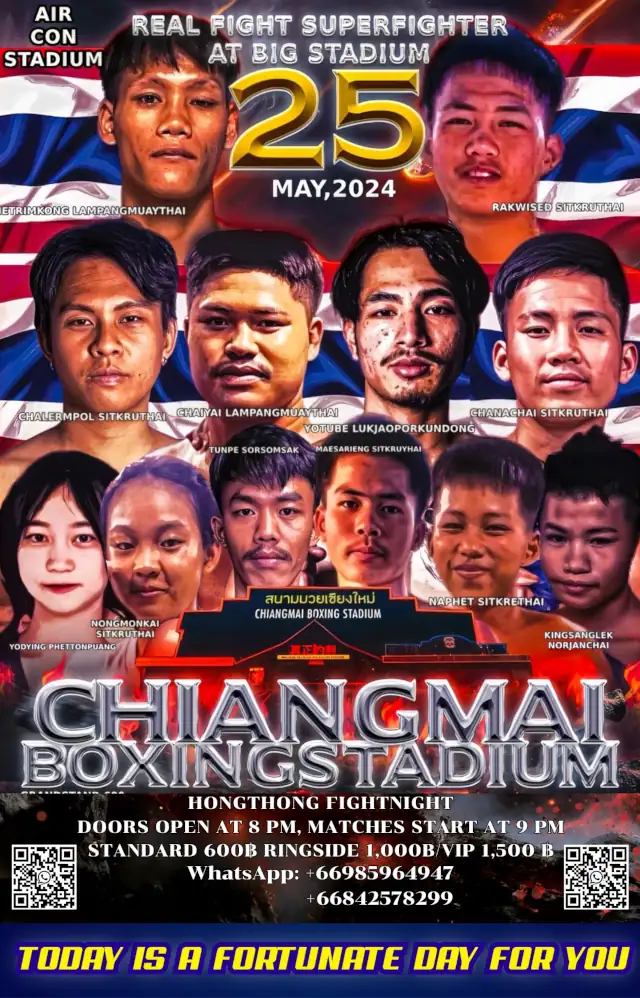 AIR
CON
STADIUM
REAL FIGHT SUPERFIGHTER
AT BIG STADIUM
25
MAY,2024
ETRIMKONG LAMPANGMUAYTHAI
RAKWISED SITKRUTHAI
CHALERMPOL SITKRUTHAI
CHAIYAI LAMPANGMUAYTHAI
YOTUBE LUKJAOPORKUNDONG
CHANACHAI SITKRUTHAI
TUNPE SORSOMSAK
MAESARIENG SITKRUYHAI
YODYING PHETTONPUANG
NONGMONKAI
SITKRUTHAI
NAPHET SITKRETHAI
KINGSANGLEK
NORJANCHAI
สนามมวยเชียงใหม่
CHIANGMAI BOXING STADIUM
CHIANGMAI
BOXINGSTADIUM
HONGTHONG FIGHTNIGHT
DOORS OPEN AT 8 PM, MATCHES START AT 9 PM
STANDARD 600฿ RINGSIDE 1,000B/VIP 1,500 ฿
WhatsApp: +66985964947
+66842578299
TODAY IS A FORTUNATE DAY FOR YOU